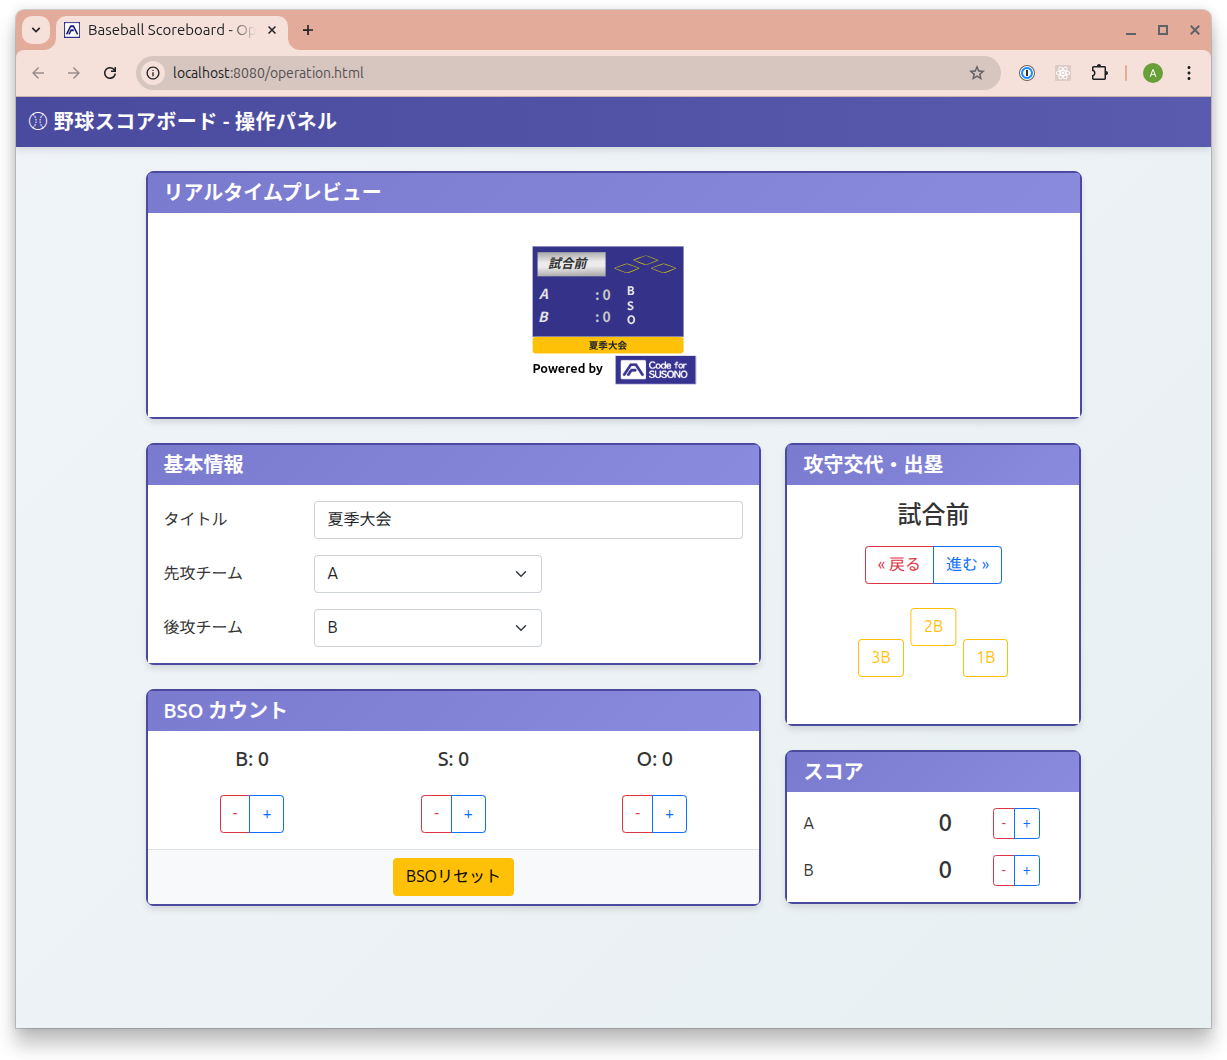 Baseball Scoreboard - Op
localhost:8080/operation.html
A
野球スコアボード - 操作パネル
リアルタイムプレビュー
試合前
A : 0
B : 0
B
S
O
夏季大会
Powered by Code for SUSONO
基本情報
タイトル 夏季大会
先攻チーム A
後攻チーム B
攻守交代・出塁
試合前
« 戻る 進む »
2B
3B 1B
BSO カウント
B: 0 S: 0 O: 0
- + - + - +
BSOリセット
スコア
A 0 - +
B 0 - +